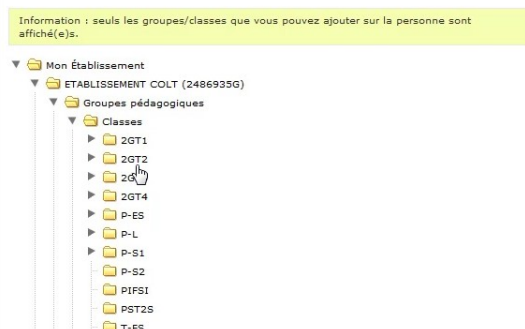 Information : seuls les groupes/classes que vous pouvez ajouter sur la personne sont
affiché(e)s.
Mon Établissement
ETABLISSEMENT COLT (2486935G)
Groupes pédagogiques
Classes
2GT1
2GT2
2GT4
P-ES
P-L
P-S1
P-S2
PIFSI
PST2S
T-ES